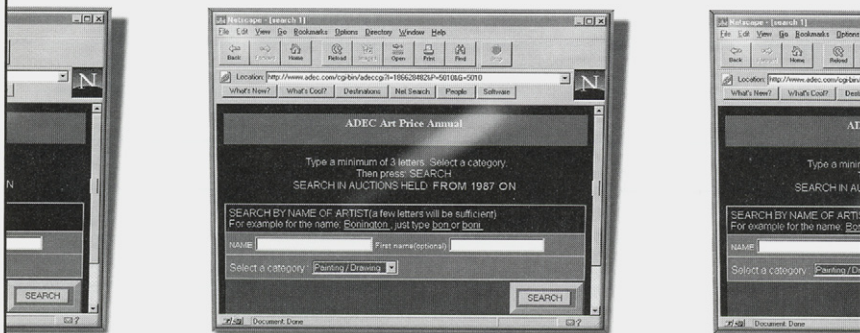 N
SEARCH
Netscape - [search 1]
File Edit View Go Bookmarks Options Directory Window Help
Back Forward Home Reload Images Open Print Find Stop
Location: http://www.adec.com/cgi-bin/adeccgi?I=186628482&P=5010&G=5010
What's New? What's Cool? Destinations Net Search People Software
N
ADEC Art Price Annual
Type a minimum of 3 letters. Select a category.
Then press SEARCH
SEARCH IN AUCTIONS HELD FROM 1987 ON
SEARCH BY NAME OF ARTIST(a few letters will be sufficient)
For example for the name: Bonington , just type bon or boni
NAME First name(optional)
Select a category : Painting / Drawing
SEARCH
Document: Done
Netscape - [search 1]
File Edit View Go Bookmarks Options
Back Forward Home Reload
Location: http://www.adec.com/cgi-bin
What's New? What's Cool? Dest
AD
Type a minim
SEARCH IN AU
SEARCH BY NAME OF ARTIS
For example for the name: Bon
NAME
Select a category : Painting / Dr
Document: Done